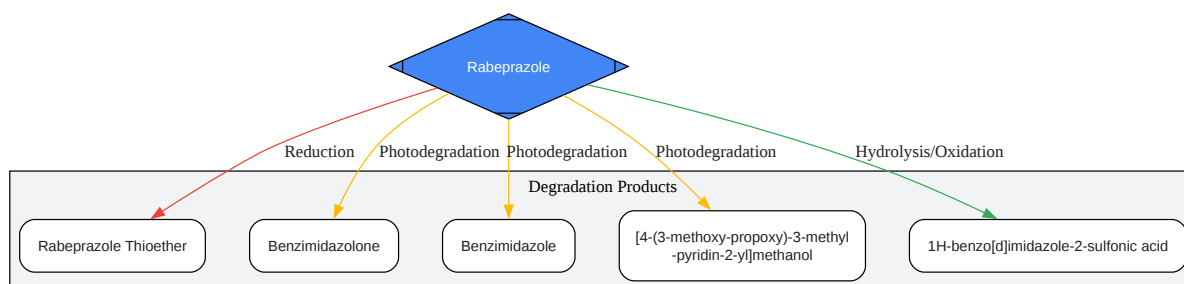 Rabeprazole
Reduction
Photodegradation
Photodegradation
Photodegradation
Hydrolysis/Oxidation
Degradation Products
Rabeprazole Thioether
Benzimidazolone
Benzimidazole
[4-(3-methoxy-propoxy)-3-methyl
-pyridin-2-yl]methanol
1H-benzo[d]imidazole-2-sulfonic acid